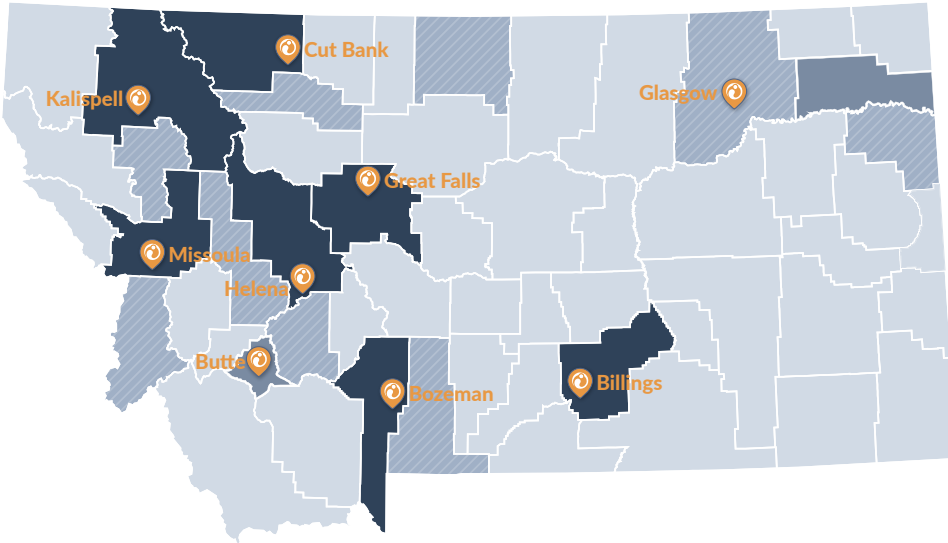 Cut Bank
Kalispell
Glasgow
Great Falls
Missoula
Helena
Butte
Billings
Bozeman